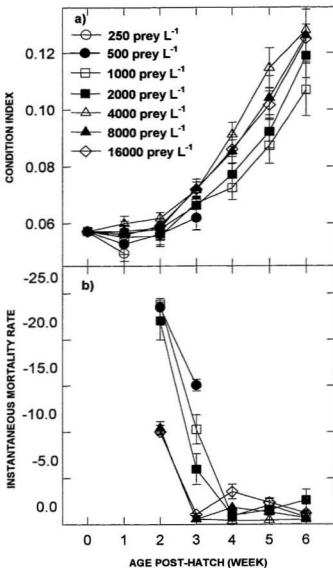 a)
250 prey L⁻¹
500 prey L⁻¹
1000 prey L⁻¹
2000 prey L⁻¹
4000 prey L⁻¹
8000 prey L⁻¹
16000 prey L⁻¹
CONDITION INDEX
0.12
0.10
0.08
0.06
b)
INSTANTANEOUS MORTALITY RATE
-25.0
-20.0
-15.0
-10.0
-5.0
0.0
0 1 2 3 4 5 6
AGE POST-HATCH (WEEK)